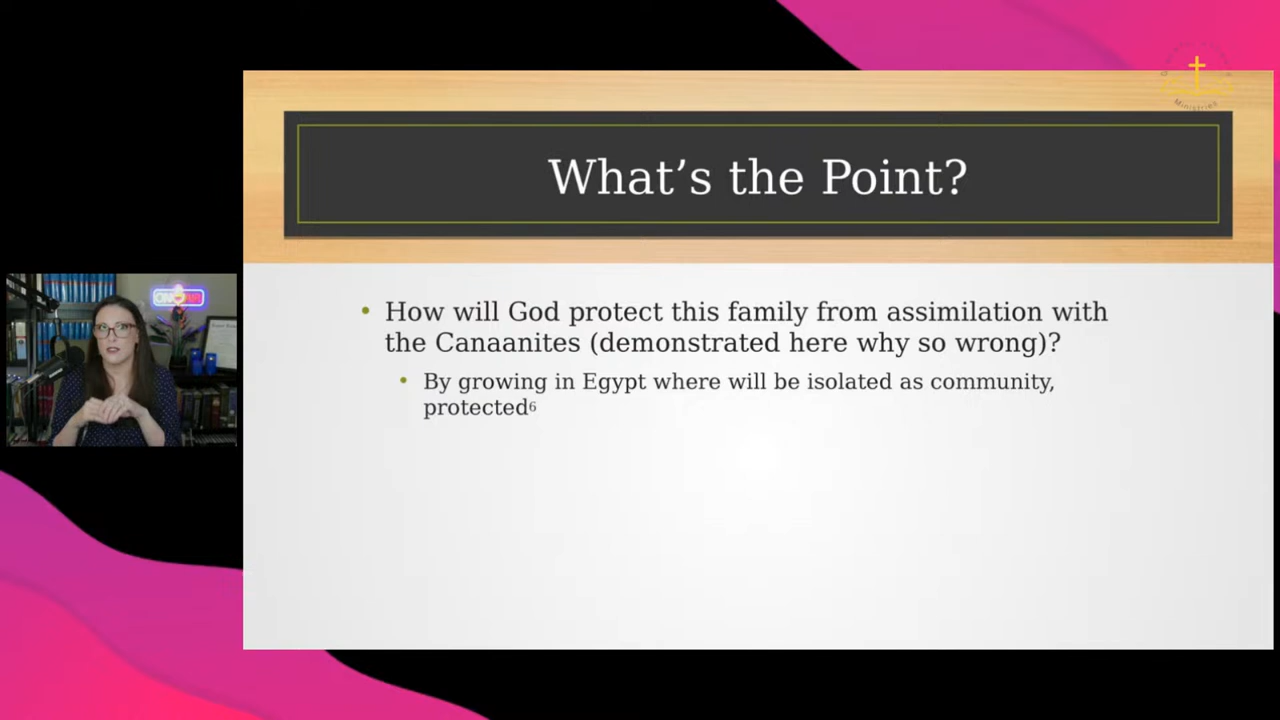 Ministries
What’s the Point?
• How will God protect this family from assimilation with
the Canaanites (demonstrated here why so wrong)?
• By growing in Egypt where will be isolated as community,
protected6